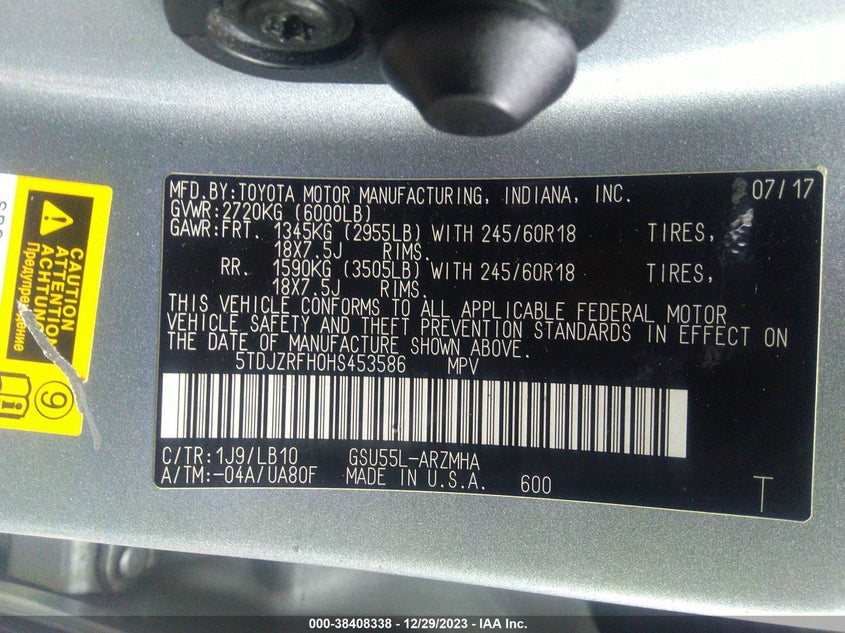 MFD.BY:TOYOTA MOTOR MANUFACTURING, INDIANA, INC. 07/17
GVWR:2720KG (6000LB)
GAWR:FRT. 1345KG (2955LB) WITH 245/60R18 TIRES,
18X7.5J RIMS.
RR. 1590KG (3505LB) WITH 245/60R18 TIRES,
18X7.5J RIMS.
THIS VEHICLE CONFORMS TO ALL APPLICABLE FEDERAL MOTOR
VEHICLE SAFETY AND THEFT PREVENTION STANDARDS IN EFFECT ON
THE DATE OF MANUFACTURE SHOWN ABOVE.
5TDJZRFH0HS453586 MPV
C/TR:1J9/LB10 GSU55L-ARZMHA
A/TM:-04A/UA80F MADE IN U.S.A. 600
T
CAUTION
ATTENTION
ACHTUNG
Предупреждение
9
000-38408338 - 12/29/2023 - IAA Inc.